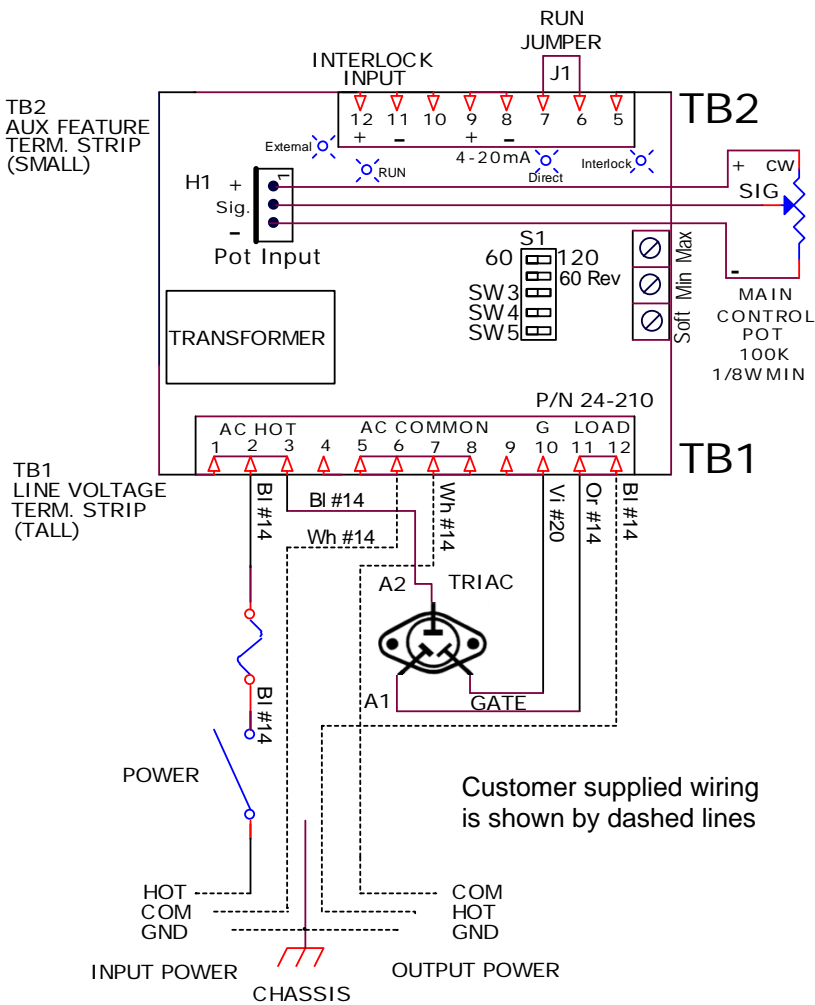 RUN
JUMPER
J1
INTERLOCK
INPUT
TB2
AUX FEATURE
TERM. STRIP
(SMALL)
12 11 10 9 8 7 6 5
+ - + -
4-20mA
TB2
External
RUN
Direct
Interlock
H1
+
1
Sig.
-
Pot Input
+ CW
SIG
-
S1
60 120
60 Rev
SW3
SW4
SW5
Max
Min
Soft
MAIN
CONTROL
POT
100K
1/8W MIN
TRANSFORMER
P/N 24-210
AC HOT AC COMMON G LOAD
1 2 3 4 5 6 7 8 9 10 11 12
TB1
TB1
LINE VOLTAGE
TERM. STRIP
(TALL)
Bl #14
Bl #14
Wh #14
Wh #14
Vi #20
Or #14
Bl #14
A2
TRIAC
A1
GATE
Bl #14
POWER
Customer supplied wiring
is shown by dashed lines
HOT
COM
GND
COM
HOT
GND
INPUT POWER
OUTPUT POWER
CHASSIS